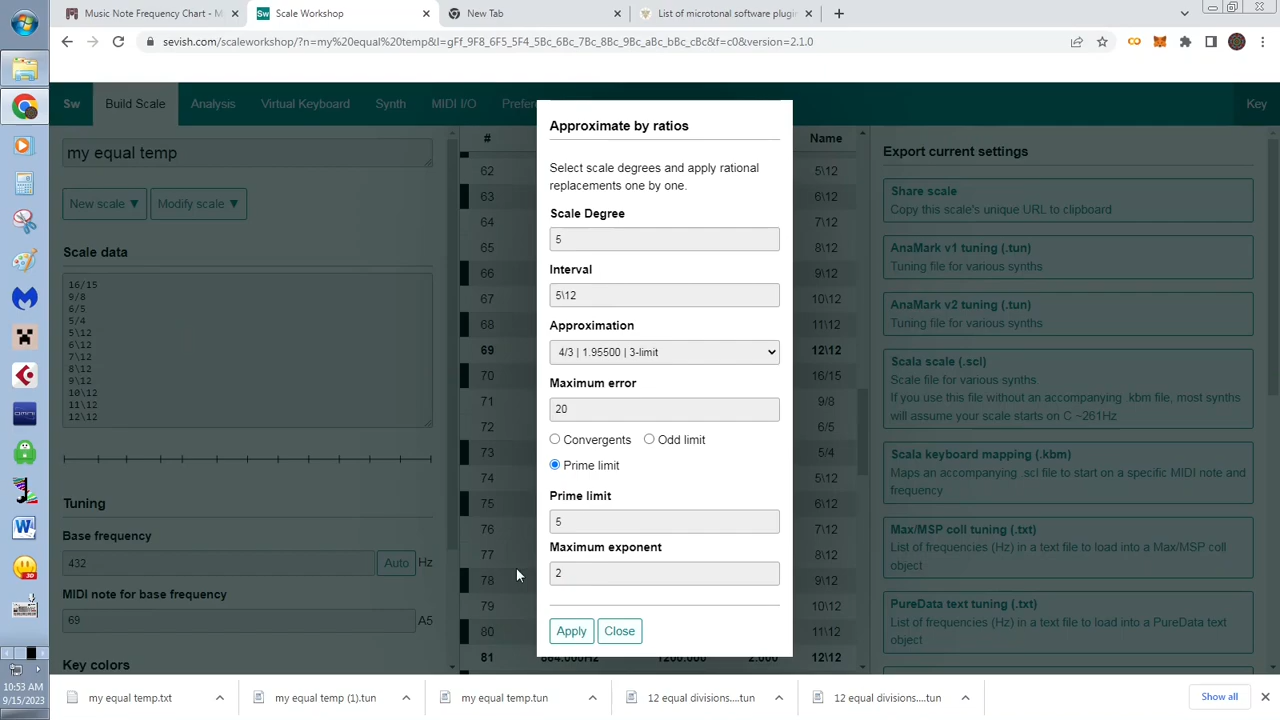 Music Note Frequency Chart - M
Scale Workshop
New Tab
List of microtonal software plugin
sevish.com/scaleworkshop/?n=my%20equal%20temp&l=gFf_9F8_6F5_5F4_5Bc_6Bc_7Bc_8Bc_9Bc_aBc_bBc_cBc&f=c0&version=2.1.0
Sw
Build Scale
Analysis
Virtual Keyboard
Synth
MIDI I/O
Prefere
Key
my equal temp
New scale ▼
Modify scale ▼
Scale data
16/15
9/8
6/5
5/4
5\12
6\12
7\12
8\12
9\12
10\12
11\12
12\12
Tuning
Base frequency
432
Auto
Hz
MIDI note for base frequency
69
A5
Key colors
#
Name
62
5\12
63
6\12
64
7\12
65
8\12
66
9\12
67
10\12
68
11\12
69
12\12
70
16/15
71
9/8
72
6/5
73
5/4
74
5\12
75
6\12
76
7\12
77
8\12
78
9\12
79
10\12
80
11\12
81
864.000Hz
1200.000
2.000
12\12
Approximate by ratios
Select scale degrees and apply rational
replacements one by one.
Scale Degree
5
Interval
5\12
Approximation
4/3 | 1.95500 | 3-limit
Maximum error
20
Convergents
Odd limit
Prime limit
Prime limit
5
Maximum exponent
2
Apply
Close
Export current settings
Share scale
Copy this scale's unique URL to clipboard
AnaMark v1 tuning (.tun)
Tuning file for various synths
AnaMark v2 tuning (.tun)
Tuning file for various synths
Scala scale (.scl)
Scale file for various synths
If you use this file without an accompanying .kbm file, most synths
will assume your scale starts on C ~261Hz
Scala keyboard mapping (.kbm)
Maps an accompanying .scl file to start on a specific MIDI note and
frequency
Max/MSP coll tuning (.txt)
List of frequencies (Hz) in a text file to load into a Max/MSP coll
object
PureData text tuning (.txt)
List of frequencies (Hz) in a text file to load into a PureData text
object
10:53 AM
9/15/2023
my equal temp.txt
my equal temp (1).tun
my equal temp.tun
12 equal divisions....tun
12 equal divisions....tun
Show all